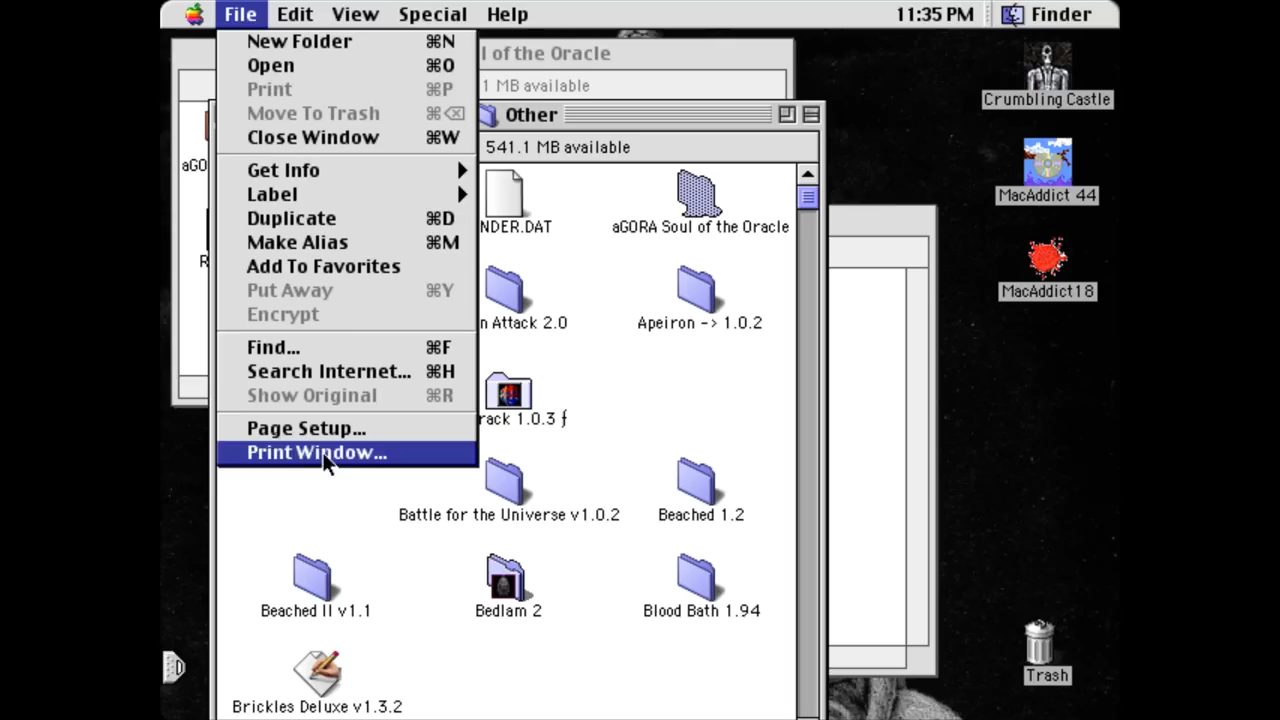 File Edit View Special Help 11:35 PM Finder
New Folder ⌘N
Open ⌘O
Print ⌘P
Move To Trash ⌘⌫
Close Window ⌘W
Get Info
Label
Duplicate ⌘D
Make Alias ⌘M
Add To Favorites
Put Away ⌘Y
Encrypt
Find... ⌘F
Search Internet... ⌘H
Show Original ⌘R
Page Setup...
Print Window...
l of the Oracle
1 MB available
Other
541.1 MB available
aGO
R
NDER.DAT
aGORA Soul of the Oracle
n Attack 2.0
Apeiron -> 1.0.2
rack 1.0.3 ƒ
Battle for the Universe v1.0.2
Beached 1.2
Beached II v1.1
Bedlam 2
Blood Bath 1.94
Brickles Deluxe v1.3.2
Crumbling Castle
MacAddict 44
MacAddict18
Trash